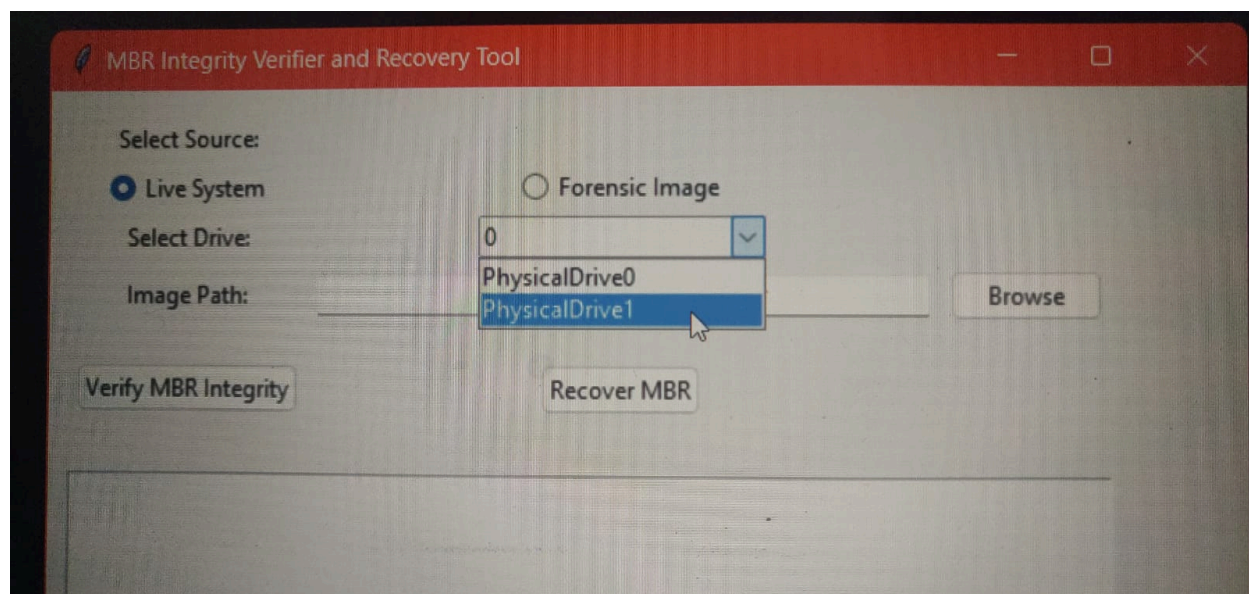 MBR Integrity Verifier and Recovery Tool
Select Source:
Live System
Forensic Image
Select Drive:
0
PhysicalDrive0
PhysicalDrive1
Image Path:
Browse
Verify MBR Integrity
Recover MBR